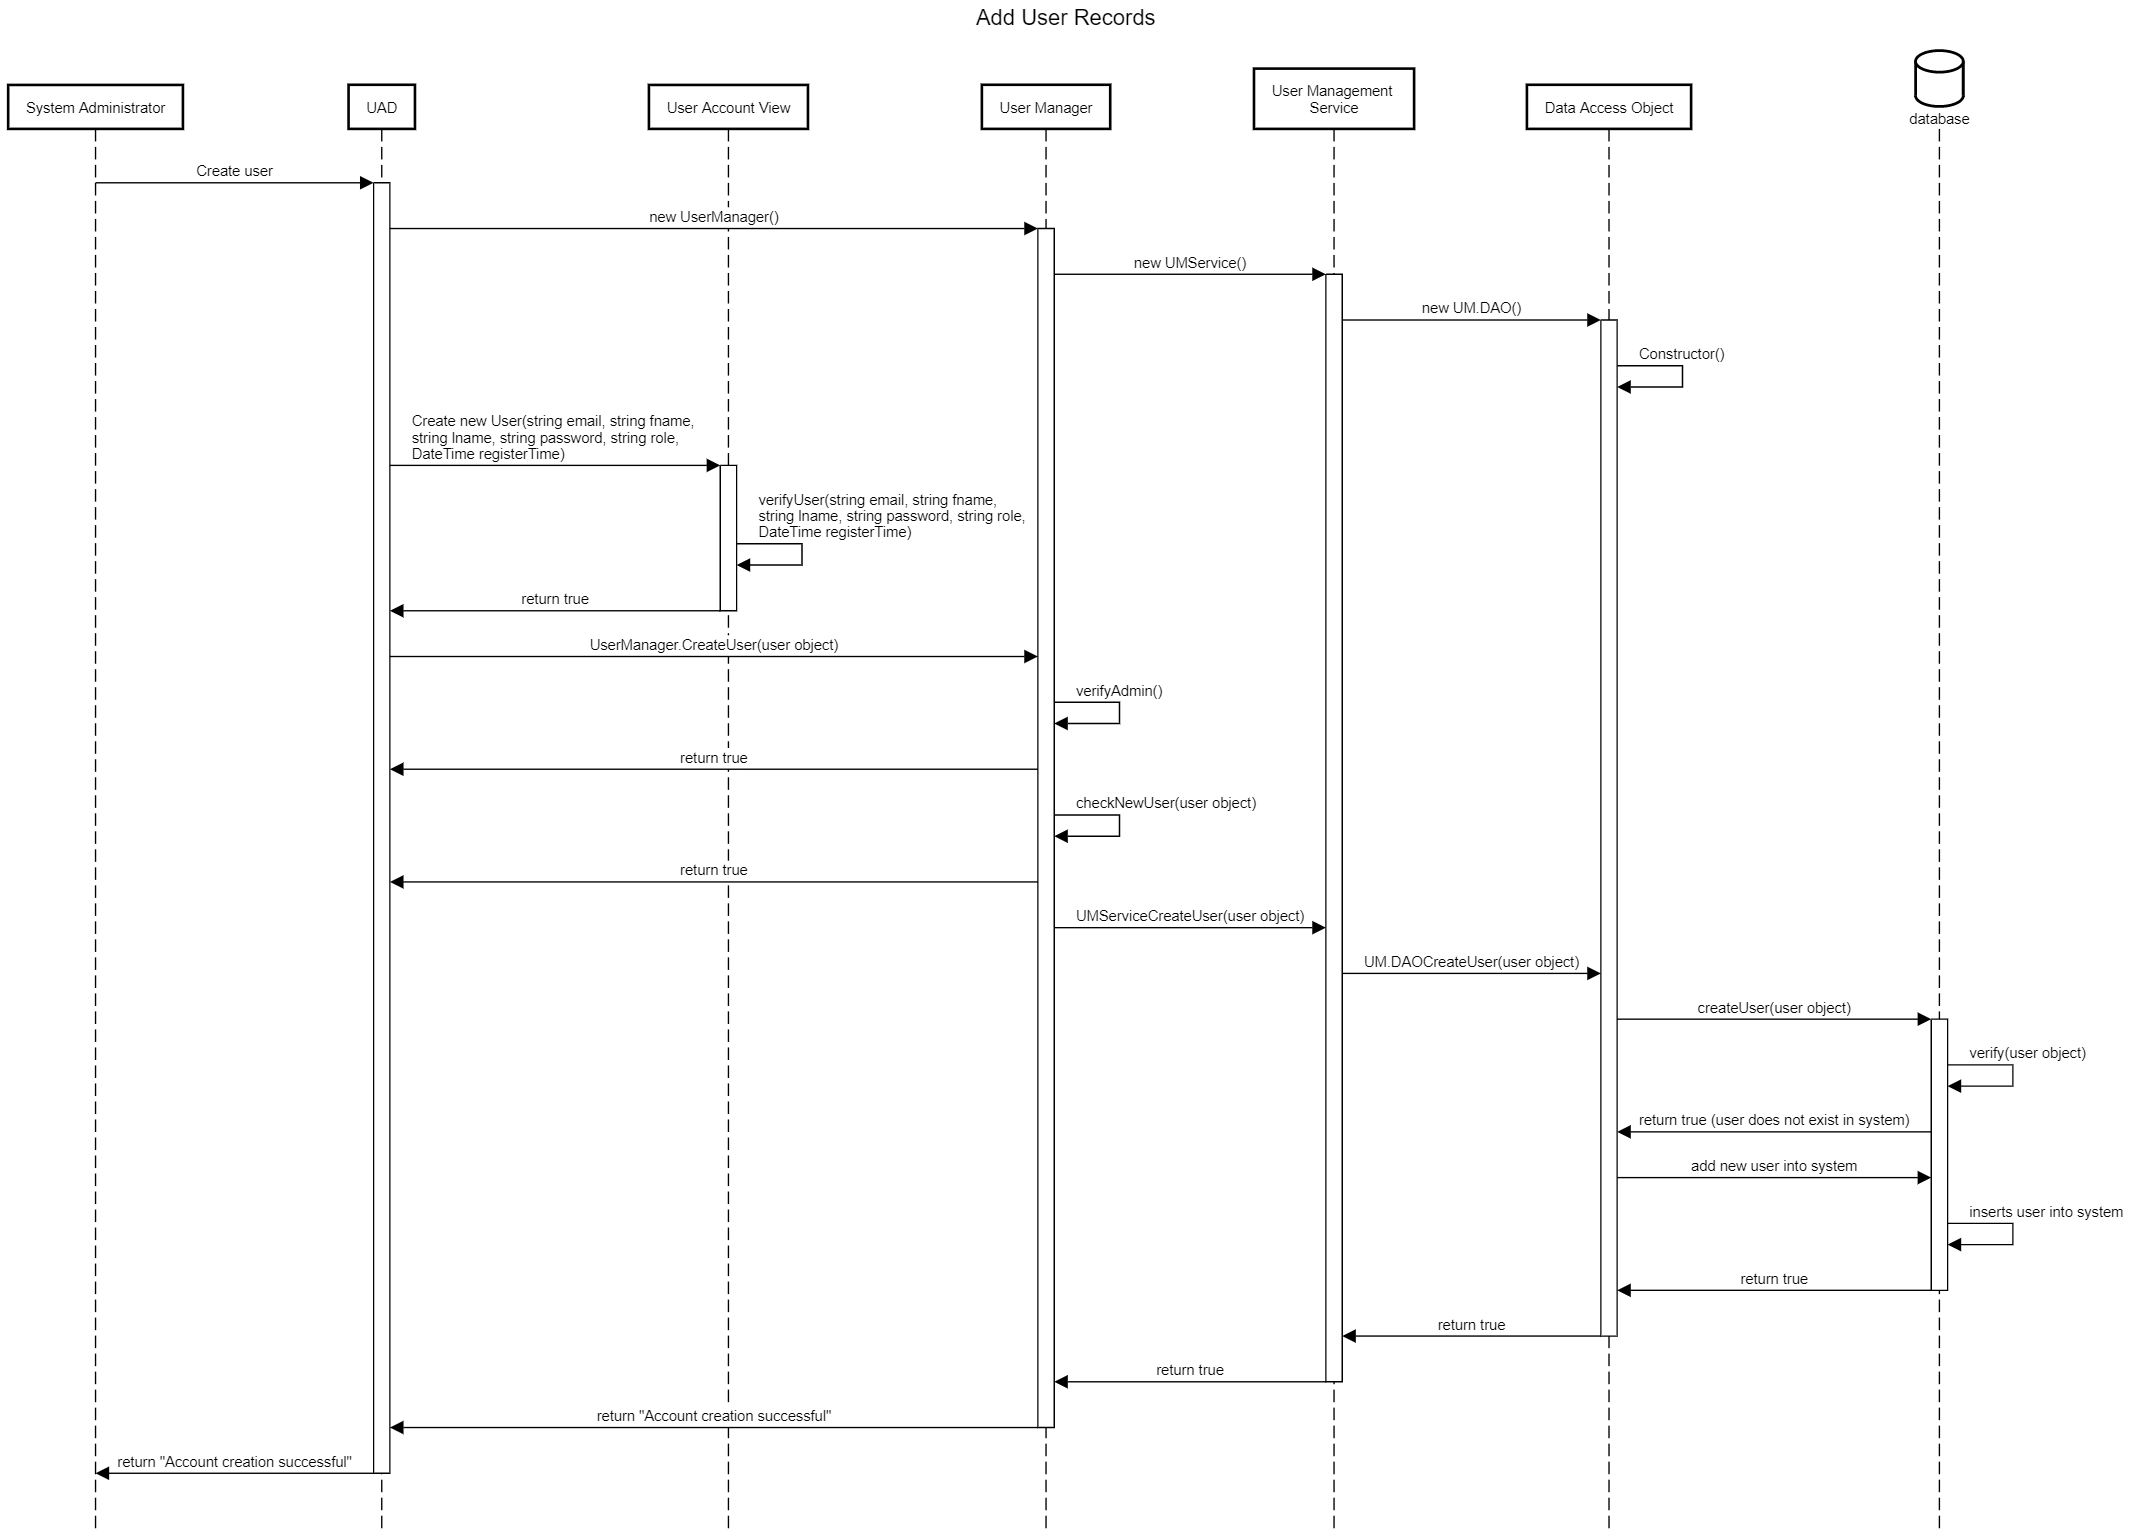 Add User Records
System Administrator
UAD
User Account View
User Manager
User Management
Service
Data Access Object
database
Create user
new UserManager()
new UMService()
new UM.DAO()
Constructor()
Create new User(string email, string fname,
string lname, string password, string role,
DateTime registerTime)
verifyUser(string email, string fname,
string lname, string password, string role,
DateTime registerTime)
return true
UserManager.CreateUser(user object)
verifyAdmin()
return true
checkNewUser(user object)
return true
UMServiceCreateUser(user object)
UM.DAOCreateUser(user object)
createUser(user object)
verify(user object)
return true (user does not exist in system)
add new user into system
inserts user into system
return true
return true
return true
return "Account creation successful"
return "Account creation successful"